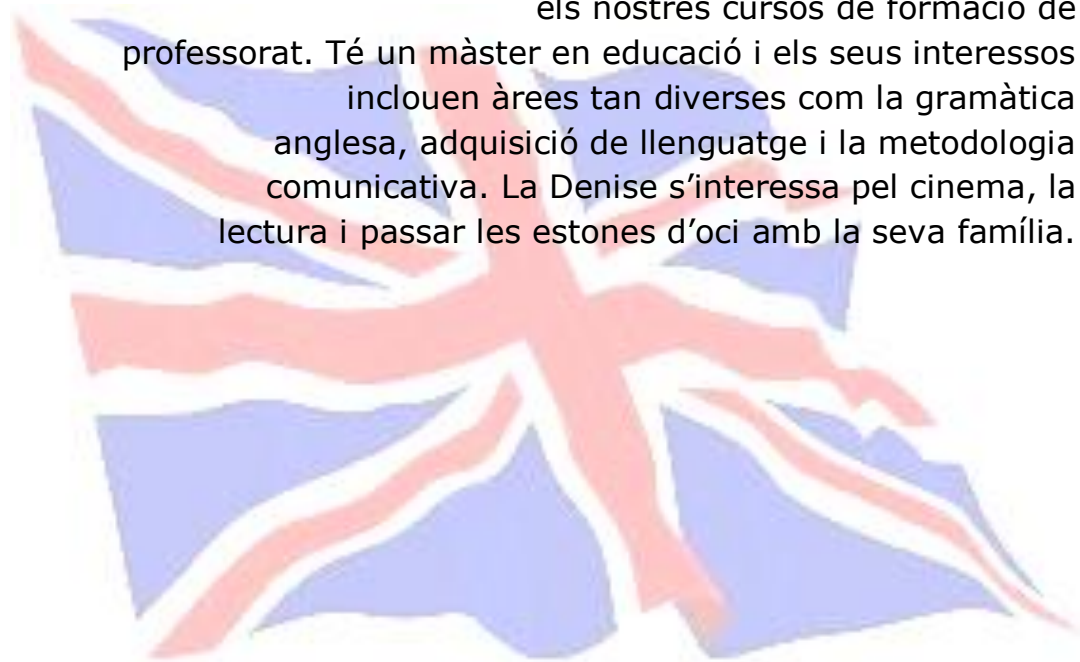 els nostres cursos de formació de
professorat. Té un màster en educació i els seus interessos
inclouen àrees tan diverses com la gramàtica
anglesa, adquisició de llenguatge i la metodologia
comunicativa. La Denise s’interessa pel cinema, la
lectura i passar les estones d’oci amb la seva família.